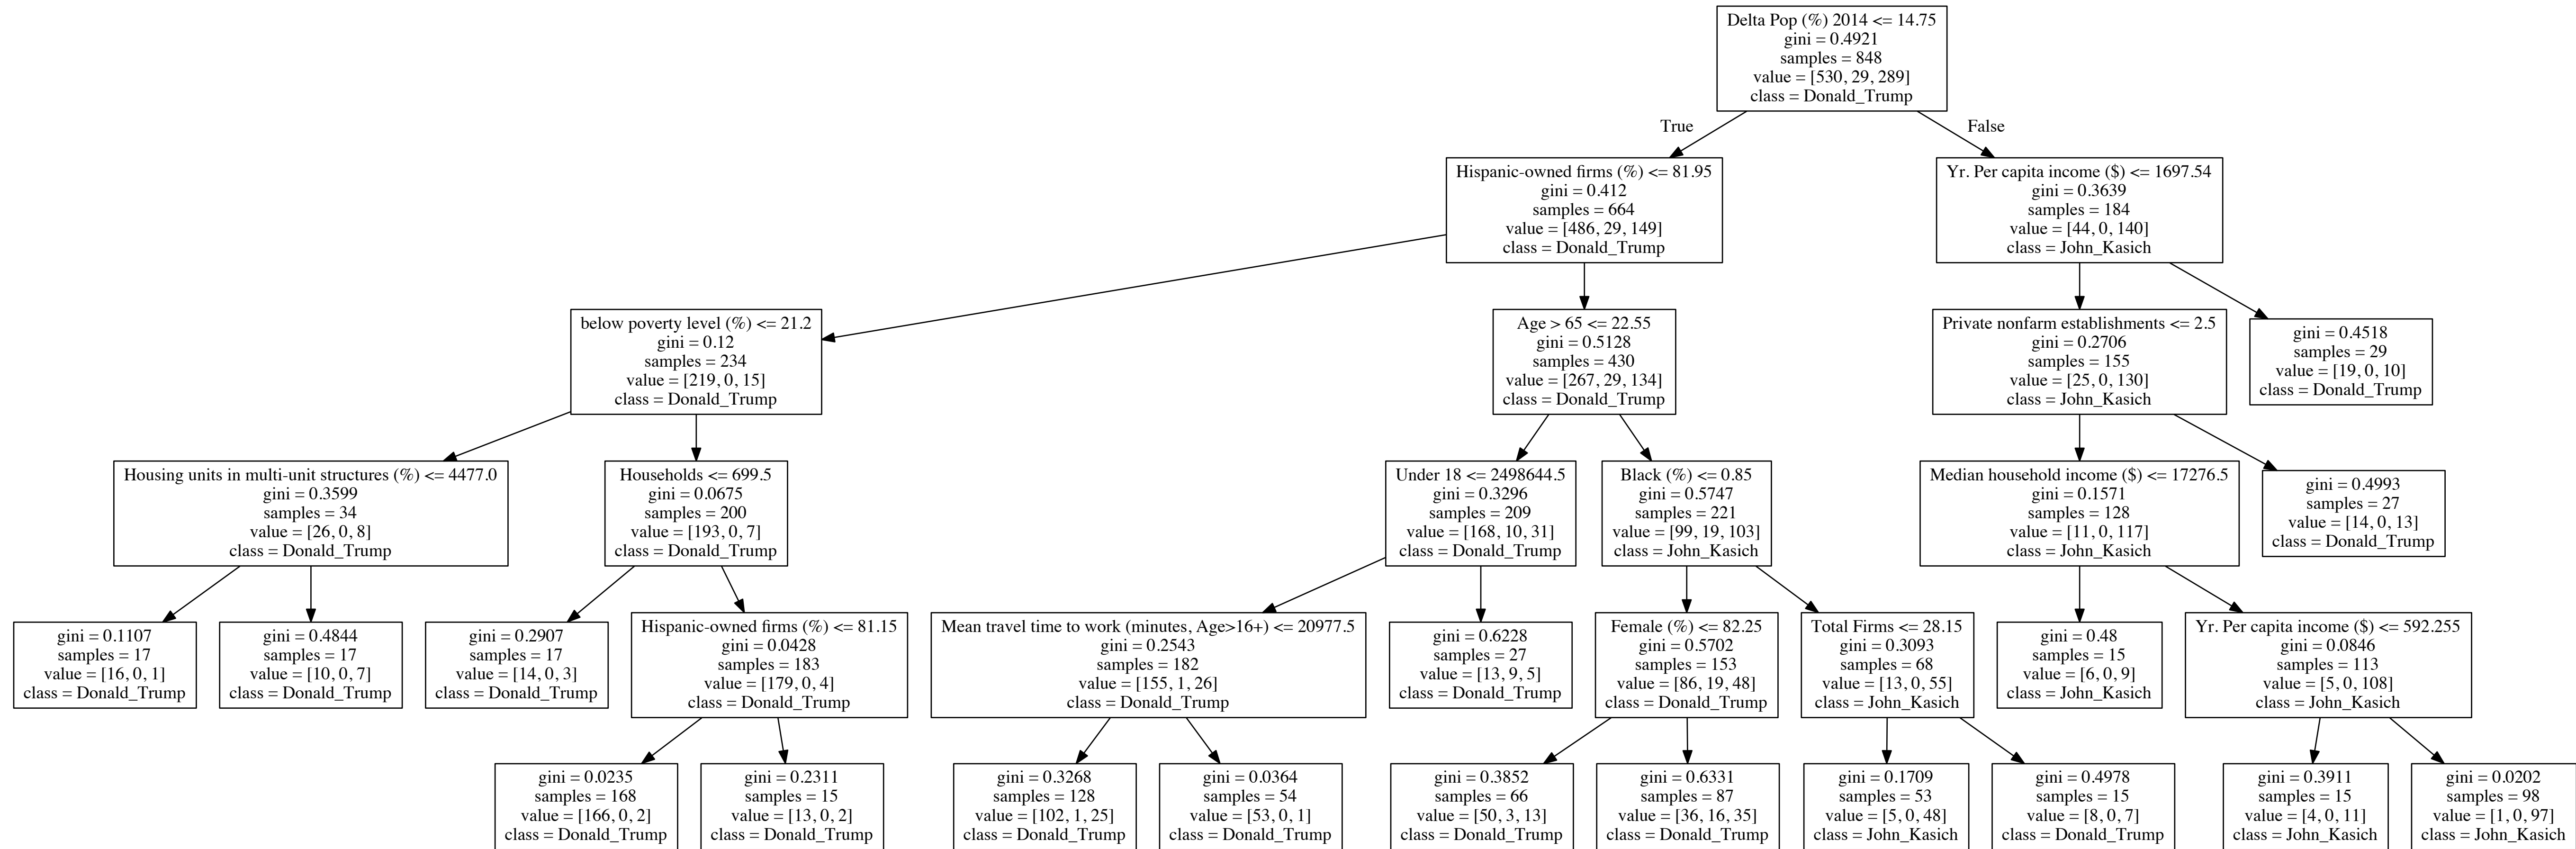 Delta Pop (%) 2014 <= 14.75
gini = 0.4921
samples = 848
value = [530, 29, 289]
class = Donald_Trump
True
False
Hispanic-owned firms (%) <= 81.95
gini = 0.412
samples = 664
value = [486, 29, 149]
class = Donald_Trump
Yr. Per capita income ($) <= 1697.54
gini = 0.3639
samples = 184
value = [44, 0, 140]
class = John_Kasich
below poverty level (%) <= 21.2
gini = 0.12
samples = 234
value = [219, 0, 15]
class = Donald_Trump
Age > 65 <= 22.55
gini = 0.5128
samples = 430
value = [267, 29, 134]
class = Donald_Trump
Private nonfarm establishments <= 2.5
gini = 0.2706
samples = 155
value = [25, 0, 130]
class = John_Kasich
gini = 0.4518
samples = 29
value = [19, 0, 10]
class = Donald_Trump
Housing units in multi-unit structures (%) <= 4477.0
gini = 0.3599
samples = 34
value = [26, 0, 8]
class = Donald_Trump
Households <= 699.5
gini = 0.0675
samples = 200
value = [193, 0, 7]
class = Donald_Trump
Under 18 <= 2498644.5
gini = 0.3296
samples = 209
value = [168, 10, 31]
class = Donald_Trump
Black (%) <= 0.85
gini = 0.5747
samples = 221
value = [99, 19, 103]
class = John_Kasich
Median household income ($) <= 17276.5
gini = 0.1571
samples = 128
value = [11, 0, 117]
class = John_Kasich
gini = 0.4993
samples = 27
value = [14, 0, 13]
class = Donald_Trump
gini = 0.1107
samples = 17
value = [16, 0, 1]
class = Donald_Trump
gini = 0.4844
samples = 17
value = [10, 0, 7]
class = Donald_Trump
gini = 0.2907
samples = 17
value = [14, 0, 3]
class = Donald_Trump
Hispanic-owned firms (%) <= 81.15
gini = 0.0428
samples = 183
value = [179, 0, 4]
class = Donald_Trump
Mean travel time to work (minutes, Age>16+) <= 20977.5
gini = 0.2543
samples = 182
value = [155, 1, 26]
class = Donald_Trump
gini = 0.6228
samples = 27
value = [13, 9, 5]
class = Donald_Trump
Female (%) <= 82.25
gini = 0.5702
samples = 153
value = [86, 19, 48]
class = Donald_Trump
Total Firms <= 28.15
gini = 0.3093
samples = 68
value = [13, 0, 55]
class = John_Kasich
gini = 0.48
samples = 15
value = [6, 0, 9]
class = John_Kasich
Yr. Per capita income ($) <= 592.255
gini = 0.0846
samples = 113
value = [5, 0, 108]
class = John_Kasich
gini = 0.0235
samples = 168
value = [166, 0, 2]
class = Donald_Trump
gini = 0.2311
samples = 15
value = [13, 0, 2]
class = Donald_Trump
gini = 0.3268
samples = 128
value = [102, 1, 25]
class = Donald_Trump
gini = 0.0364
samples = 54
value = [53, 0, 1]
class = Donald_Trump
gini = 0.3852
samples = 66
value = [50, 3, 13]
class = Donald_Trump
gini = 0.6331
samples = 87
value = [36, 16, 35]
class = Donald_Trump
gini = 0.1709
samples = 53
value = [5, 0, 48]
class = John_Kasich
gini = 0.4978
samples = 15
value = [8, 0, 7]
class = Donald_Trump
gini = 0.3911
samples = 15
value = [4, 0, 11]
class = John_Kasich
gini = 0.0202
samples = 98
value = [1, 0, 97]
class = John_Kasich